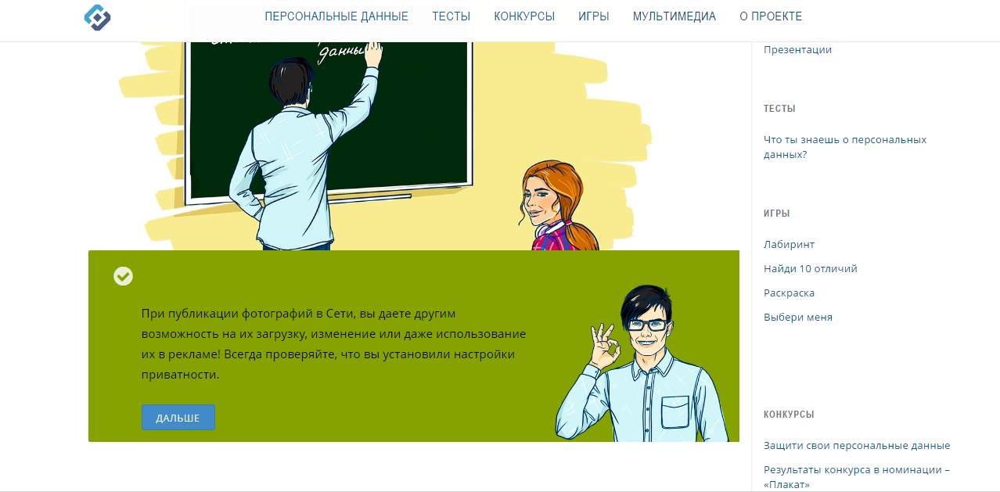 ПЕРСОНАЛЬНЫЕ ДАННЫЕ ТЕСТЫ КОНКУРСЫ ИГРЫ МУЛЬТИМЕДИА О ПРОЕКТЕ
данны
При публикации фотографий в Сети, вы даете другим
возможность на их загрузку, изменение или даже использование
их в рекламе! Всегда проверяйте, что вы установили настройки
приватности.
ДАЛЬШЕ
Презентации
ТЕСТЫ
Что ты знаешь о персональных
данных?
ИГРЫ
Лабиринт
Найди 10 отличий
Раскраска
Выбери меня
КОНКУРСЫ
Защити свои персональные данные
Результаты конкурса в номинации –
«Плакат»